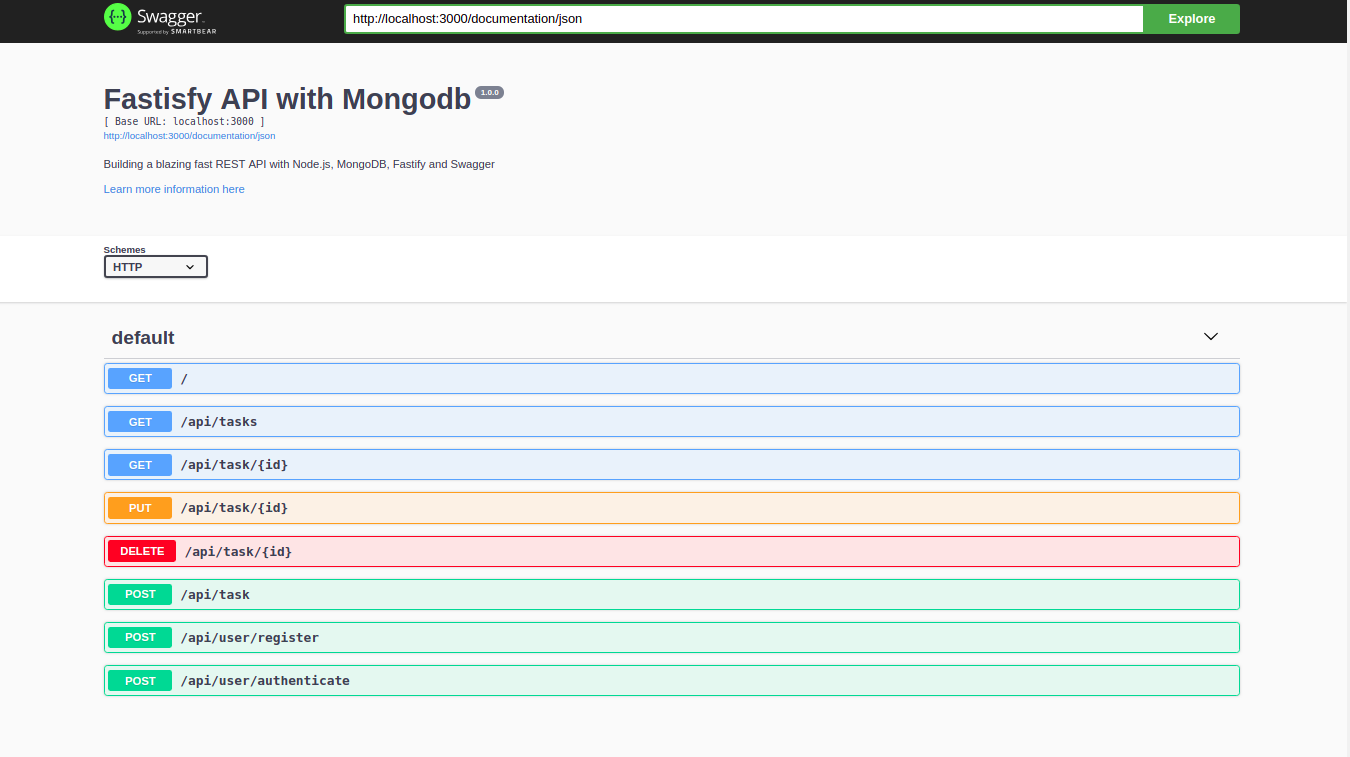 {···} Swagger
Supported by SMARTBEAR
http://localhost:3000/documentation/json
Explore
Fastisfy API with Mongodb 1.0.0
[ Base URL: localhost:3000 ]
http://localhost:3000/documentation/json
Building a blazing fast REST API with Node.js, MongoDB, Fastify and Swagger
Learn more information here
Schemes
HTTP
default
GET /
GET /api/tasks
GET /api/task/{id}
PUT /api/task/{id}
DELETE /api/task/{id}
POST /api/task
POST /api/user/register
POST /api/user/authenticate